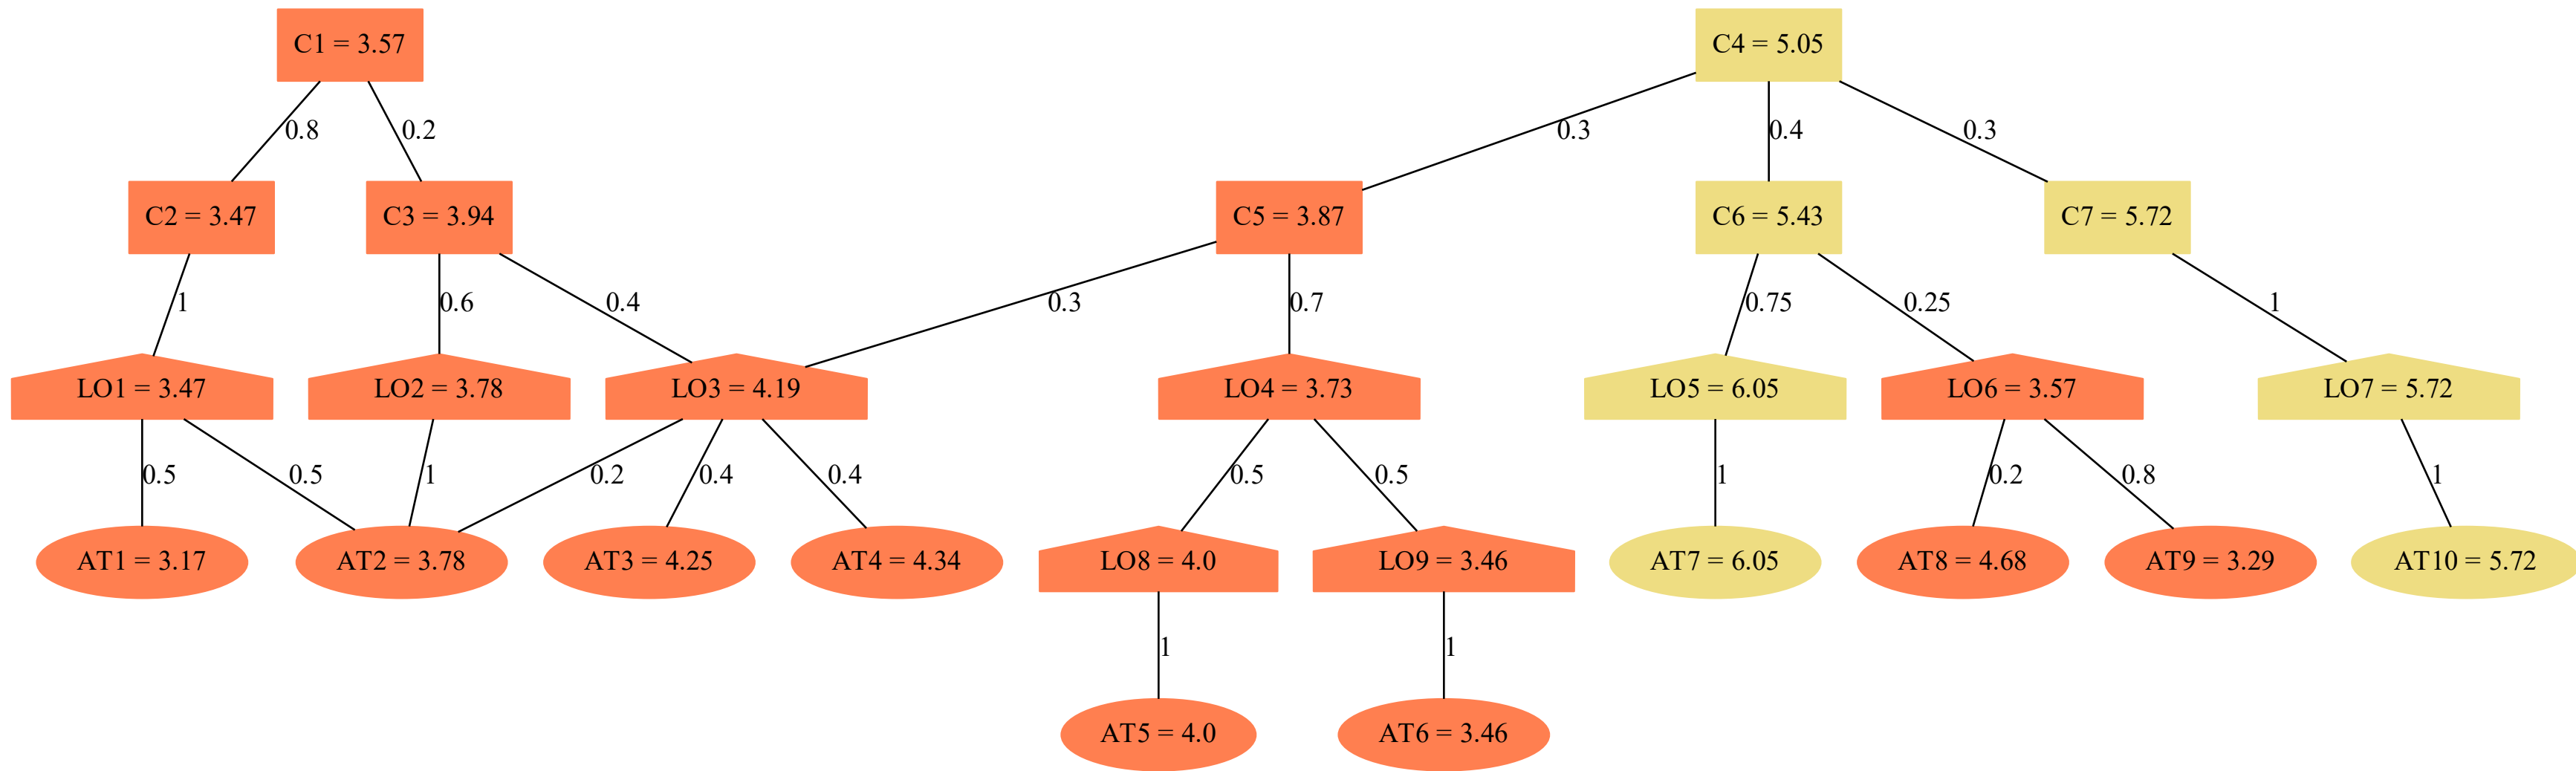 C1 = 3.57
C4 = 5.05
0.8
0.2
0.3
0.4
0.3
C2 = 3.47
C3 = 3.94
C5 = 3.87
C6 = 5.43
C7 = 5.72
1
0.6
0.4
0.3
0.7
0.75
0.25
1
LO1 = 3.47
LO2 = 3.78
LO3 = 4.19
LO4 = 3.73
LO5 = 6.05
LO6 = 3.57
LO7 = 5.72
0.5
0.5
1
0.2
0.4
0.4
0.5
0.5
1
0.2
0.8
1
AT1 = 3.17
AT2 = 3.78
AT3 = 4.25
AT4 = 4.34
LO8 = 4.0
LO9 = 3.46
AT7 = 6.05
AT8 = 4.68
AT9 = 3.29
AT10 = 5.72
1
1
AT5 = 4.0
AT6 = 3.46